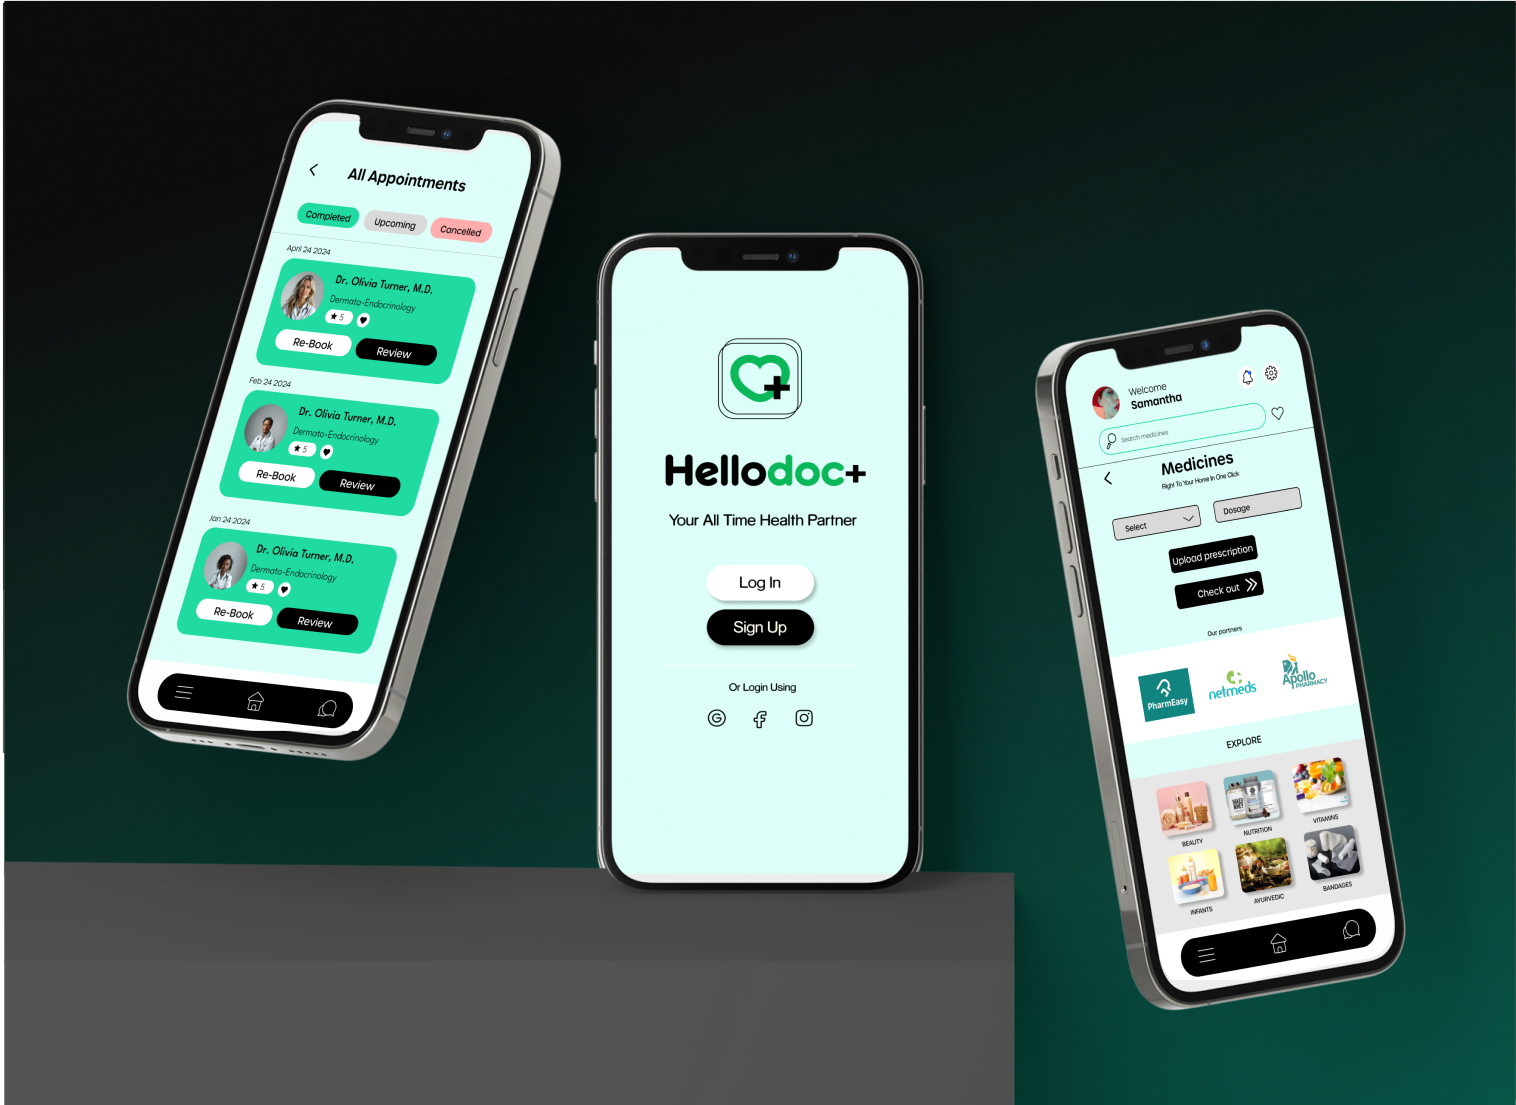 All Appointments
Completed
Upcoming
Cancelled
April 24 2024
Dr. Olivia Turner, M.D.
Dermato-Endocrinology
5
Re-Book
Review
Feb 24 2024
Dr. Olivia Turner, M.D.
Dermato-Endocrinology
5
Re-Book
Review
Jan 24 2024
Dr. Olivia Turner, M.D.
Dermato-Endocrinology
5
Re-Book
Review
Hellodoc+
Your All Time Health Partner
Log In
Sign Up
Or Login Using
Welcome
Samantha
Search medicines
Medicines
Right To Your Home In One Click
Select
Dosage
Upload prescription
Check out
Our partners
PharmEasy
netmeds
Apollo
PHARMACY
EXPLORE
BEAUTY
NUTRITION
VITAMINS
INFANTS
AYURVEDIC
BANDAGES